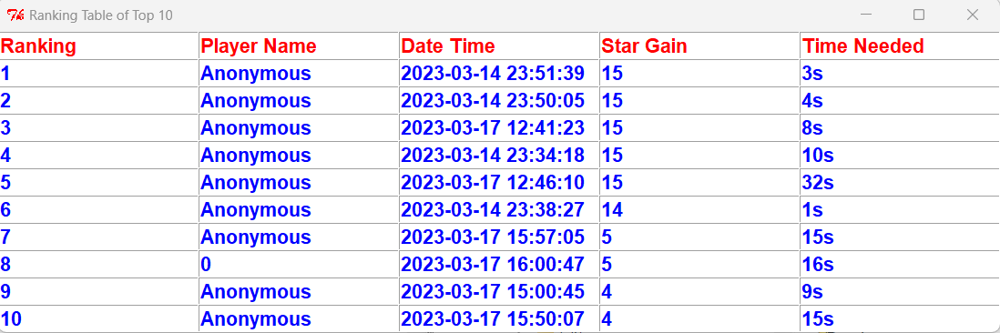 Ranking Table of Top 10
Ranking Player Name Date Time Star Gain Time Needed
1 Anonymous 2023-03-14 23:51:39 15 3s
2 Anonymous 2023-03-14 23:50:05 15 4s
3 Anonymous 2023-03-17 12:41:23 15 8s
4 Anonymous 2023-03-14 23:34:18 15 10s
5 Anonymous 2023-03-17 12:46:10 15 32s
6 Anonymous 2023-03-14 23:38:27 14 1s
7 Anonymous 2023-03-17 15:57:05 5 15s
8 0 2023-03-17 16:00:47 5 16s
9 Anonymous 2023-03-17 15:00:45 4 9s
10 Anonymous 2023-03-17 15:50:07 4 15s